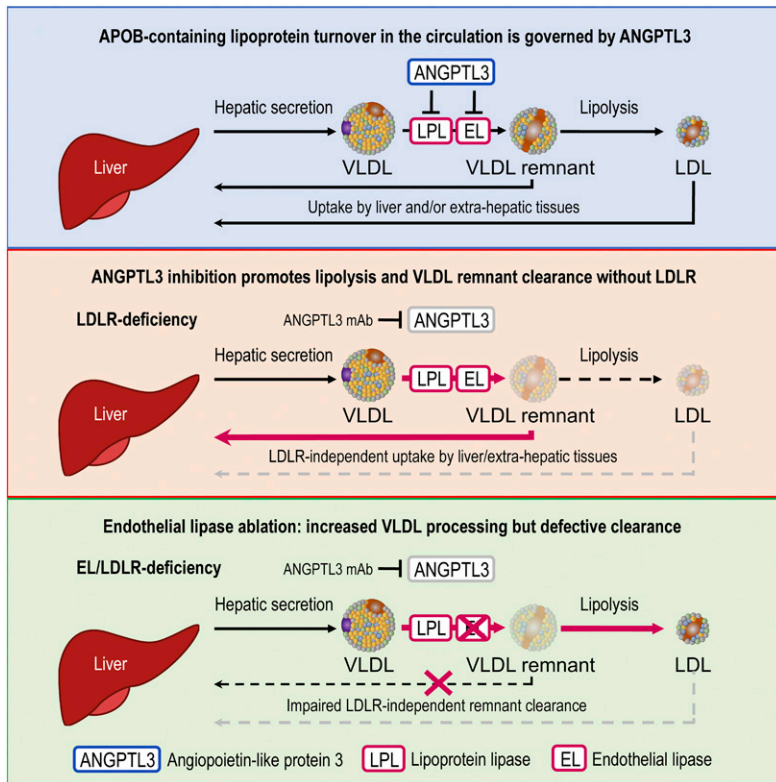 APOB-containing lipoprotein turnover in the circulation is governed by ANGPTL3
ANGPTL3
Hepatic secretion
Lipolysis
LPL
EL
Liver
VLDL
VLDL remnant
LDL
Uptake by liver and/or extra-hepatic tissues
ANGPTL3 inhibition promotes lipolysis and VLDL remnant clearance without LDLR
LDLR-deficiency
ANGPTL3 mAb
ANGPTL3
Hepatic secretion
Lipolysis
LPL
EL
Liver
VLDL
VLDL remnant
LDL
LDLR-independent uptake by liver/extra-hepatic tissues
Endothelial lipase ablation: increased VLDL processing but defective clearance
EL/LDLR-deficiency
ANGPTL3 mAb
ANGPTL3
Hepatic secretion
Lipolysis
LPL
EL
Liver
VLDL
VLDL remnant
LDL
Impaired LDLR-independent remnant clearance
ANGPTL3 Angiopoietin-like protein 3
LPL Lipoprotein lipase
EL Endothelial lipase